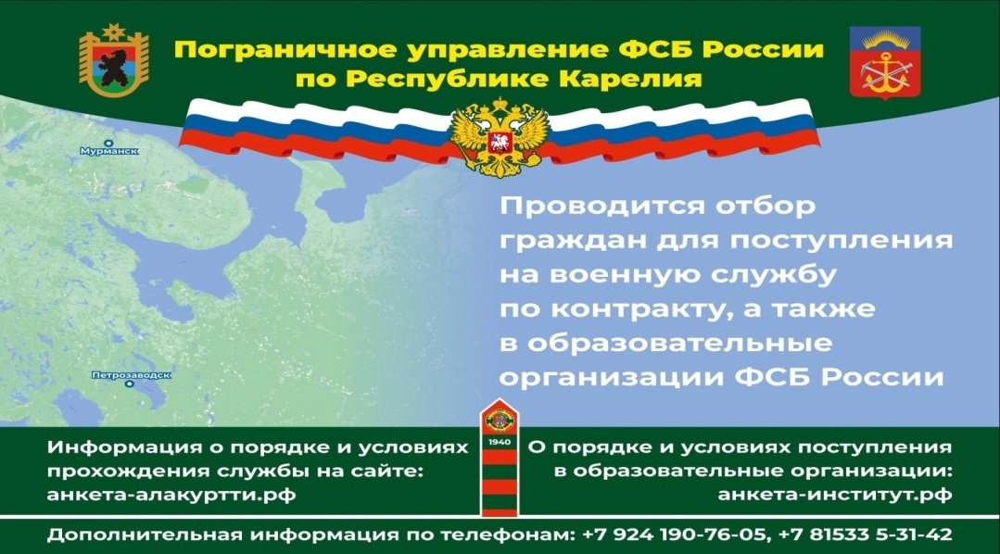 Пограничное управление ФСБ России
по Республике Карелия
Мурманск
Проводится отбор
граждан для поступления
на военную службу
по контракту, а также
в образовательные
организации ФСБ России
Петрозаводск
1940
Информация о порядке и условиях
прохождения службы на сайте:
анкета-алакуртти.рф
О порядке и условиях поступления
в образовательные организации:
анкета-институт.рф
Дополнительная информация по телефонам: +7 924 190-76-05, +7 81533 5-31-42